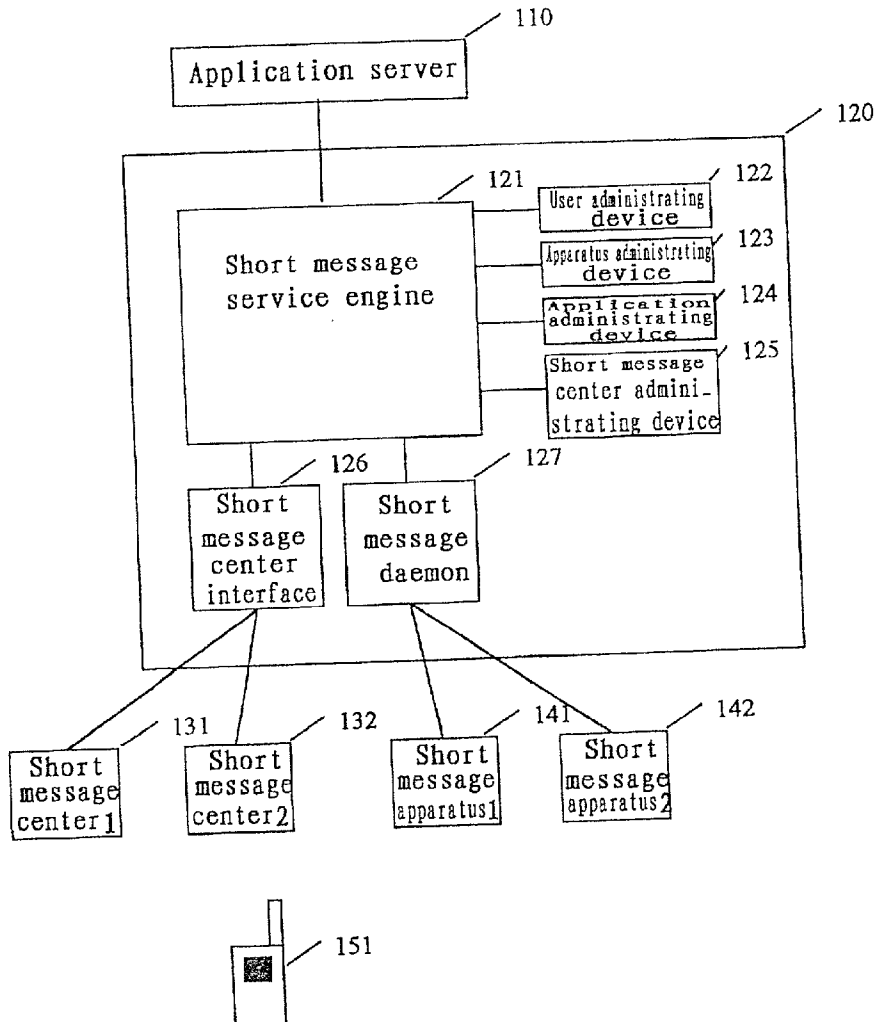 110
Application server
120
121
122
User administrating
device
123
Apparatus administrating
device
Short message
service engine
124
Application
administrating
device
125
Short message
center admini-
strating device
126
127
Short
message
center
interface
Short
message
daemon
131
132
141
142
Short
message
center1
Short
message
center2
Short
message
apparatus1
Short
message
apparatus2
151